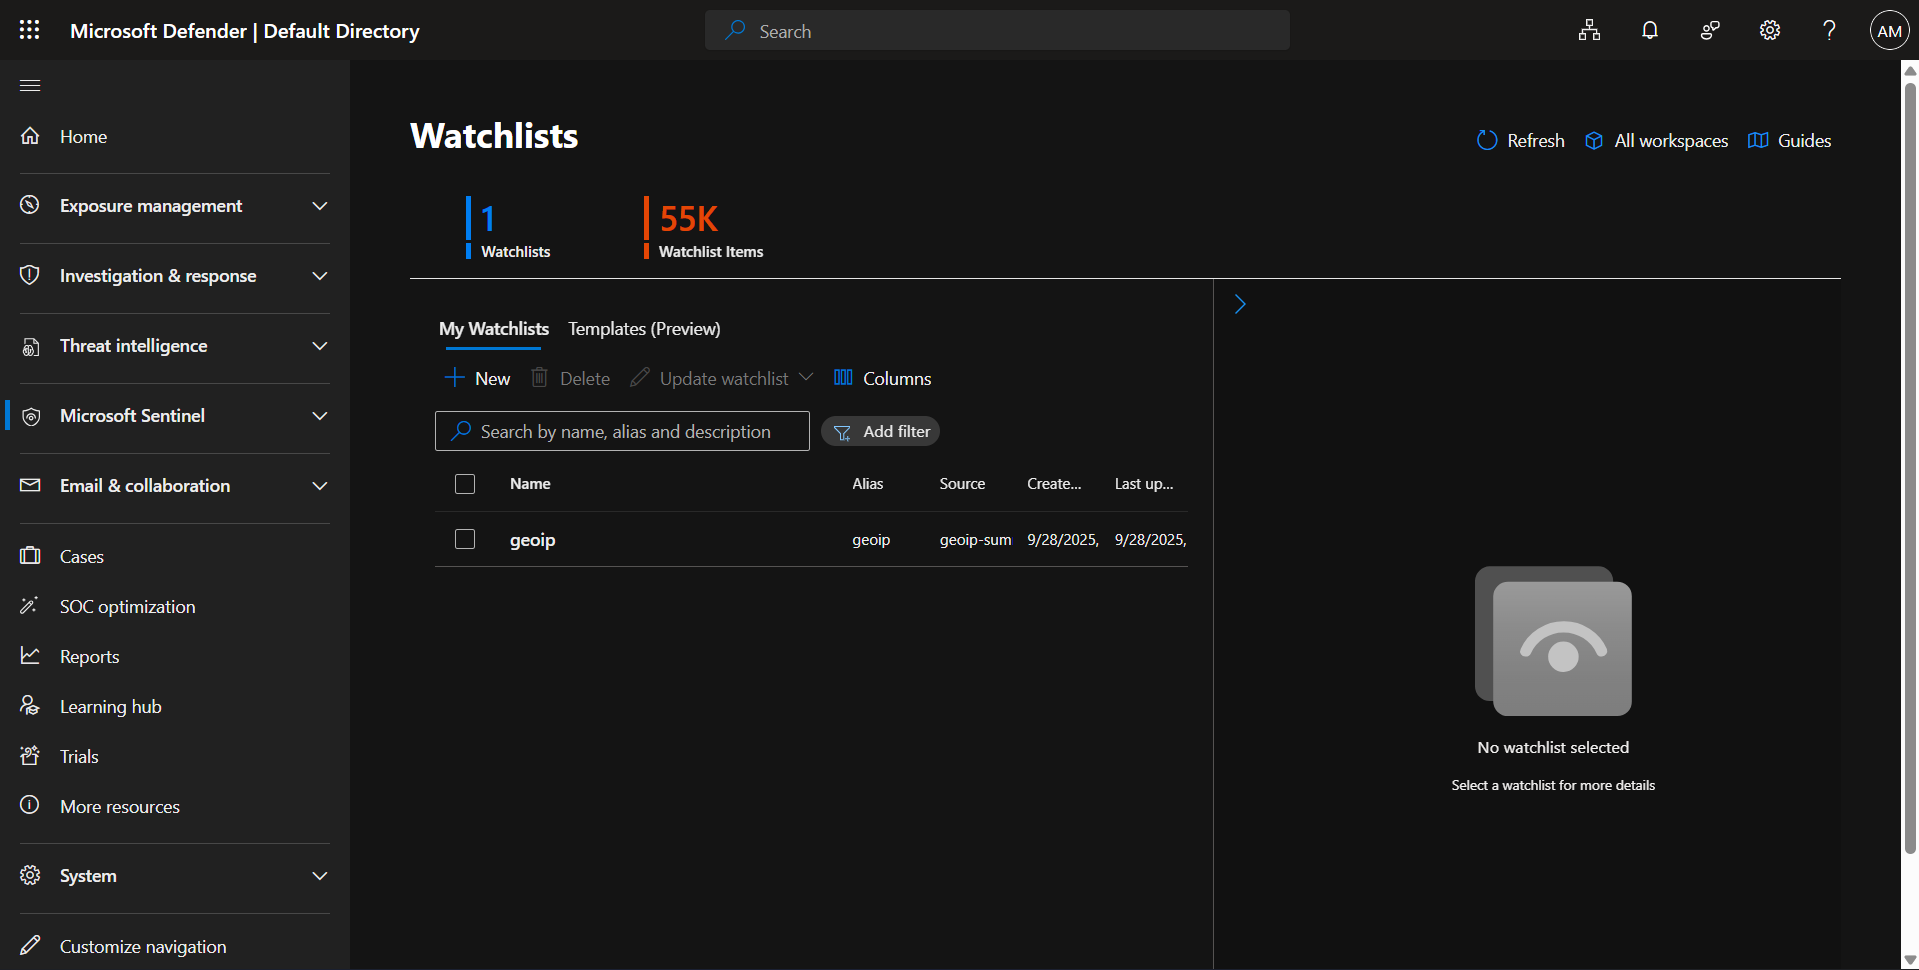 Microsoft Defender | Default Directory
Search
AM
Home
Exposure management
Investigation & response
Threat intelligence
Microsoft Sentinel
Email & collaboration
Cases
SOC optimization
Reports
Learning hub
Trials
More resources
System
Customize navigation
Watchlists
Refresh All workspaces Guides
1
Watchlists
55K
Watchlist Items
My Watchlists Templates (Preview)
New Delete Update watchlist Columns
Search by name, alias and description Add filter
Name Alias Source Create... Last up...
geoip geoip geoip-sum 9/28/2025, 9/28/2025,
No watchlist selected
Select a watchlist for more details